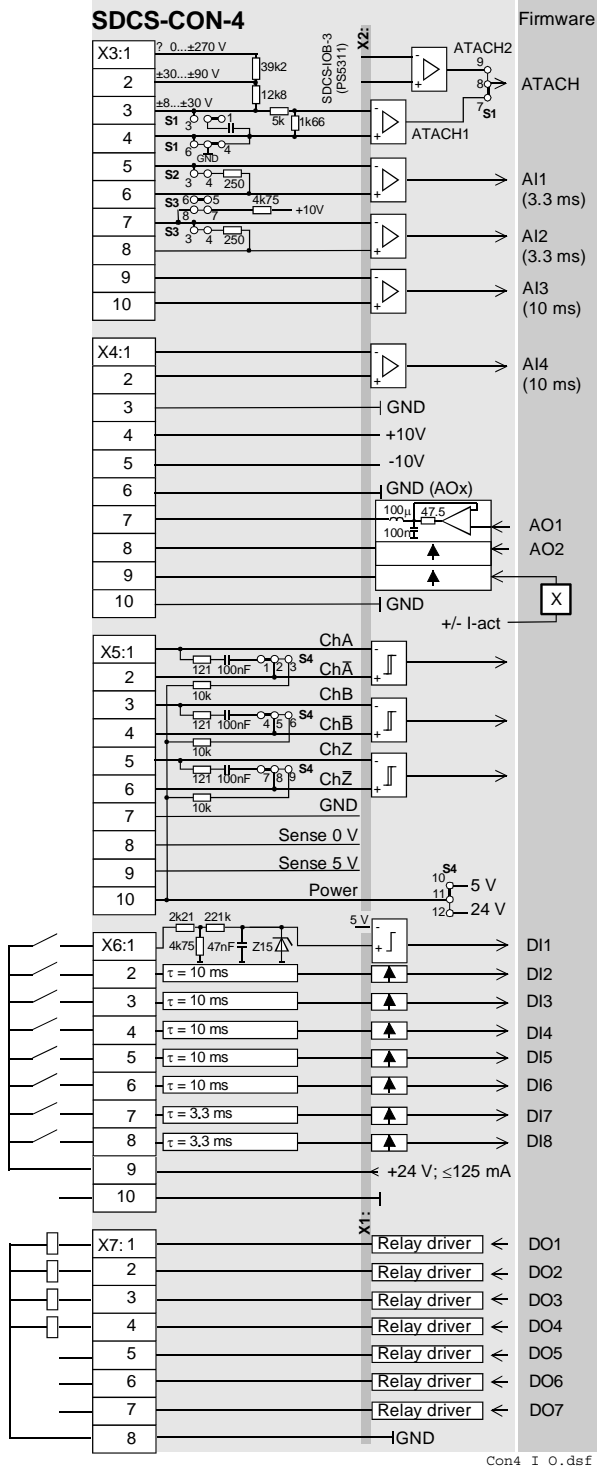 SDCS-CON-4
Firmware
X2:
SDCS-IOB-3
(PS5311)
X3:1
? 0...±270 V
39k2
ATACH2
9
8
7
S1
ATACH
2
±30...±90 V
12k8
3
±8...±30 V
S1
3
1
5k
1k66
ATACH1
4
S1
6
4
GND
5
S2
3
4
250
AI1
(3.3 ms)
6
S3
6
5
4k75
+10V
7
8
7
S3
3
4
250
AI2
(3.3 ms)
8
9
AI3
(10 ms)
10
X4:1
AI4
(10 ms)
2
3
GND
4
+10V
5
-10V
6
GND (AOx)
7
100µ
47.5
100n
AO1
8
AO2
9
X
10
GND
+/- I-act
X5:1
ChA
121
100nF
1
2
3
S4
2
ChA̅
10k
3
ChB
121
100nF
4
5
6
S4
4
ChB̅
10k
5
ChZ
121
100nF
7
8
9
S4
6
ChZ̅
10k
7
GND
8
Sense 0 V
9
Sense 5 V
10
Power
S4
10
5 V
11
12
24 V
X6:1
2k21
221k
4k75
47nF
Z15
5 V
DI1
2
τ = 10 ms
DI2
3
τ = 10 ms
DI3
4
τ = 10 ms
DI4
5
τ = 10 ms
DI5
6
τ = 10 ms
DI6
7
τ = 3.3 ms
DI7
8
τ = 3.3 ms
DI8
9
+24 V; ≤125 mA
10
X1:
X7: 1
Relay driver
DO1
2
Relay driver
DO2
3
Relay driver
DO3
4
Relay driver
DO4
5
Relay driver
DO5
6
Relay driver
DO6
7
Relay driver
DO7
8
GND
Con4_I_O.dsf